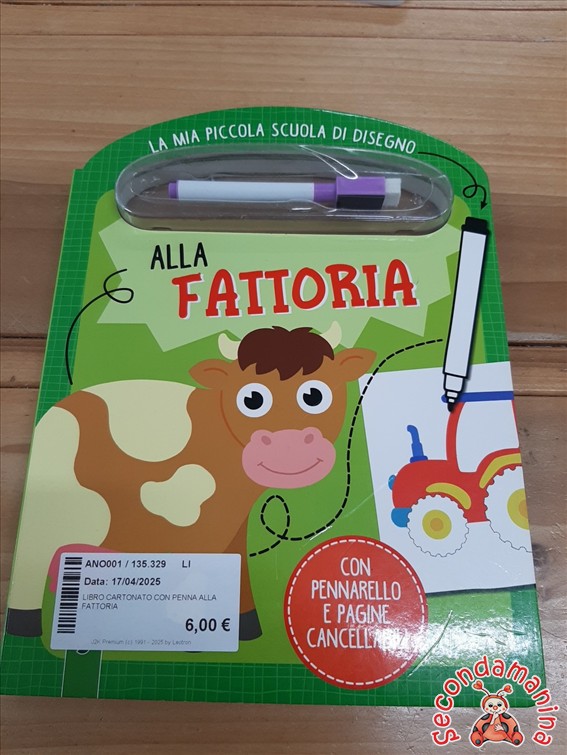 LA MIA PICCOLA SCUOLA DI DISEGNO
ALLA
FATTORIA
CON
PENNARELLO
E PAGINE
ANO001 / 135.329 LI
Data: 17/04/2025
LIBRO CARTONATO CON PENNA ALLA
FATTORIA
6,00 €
secondamanina